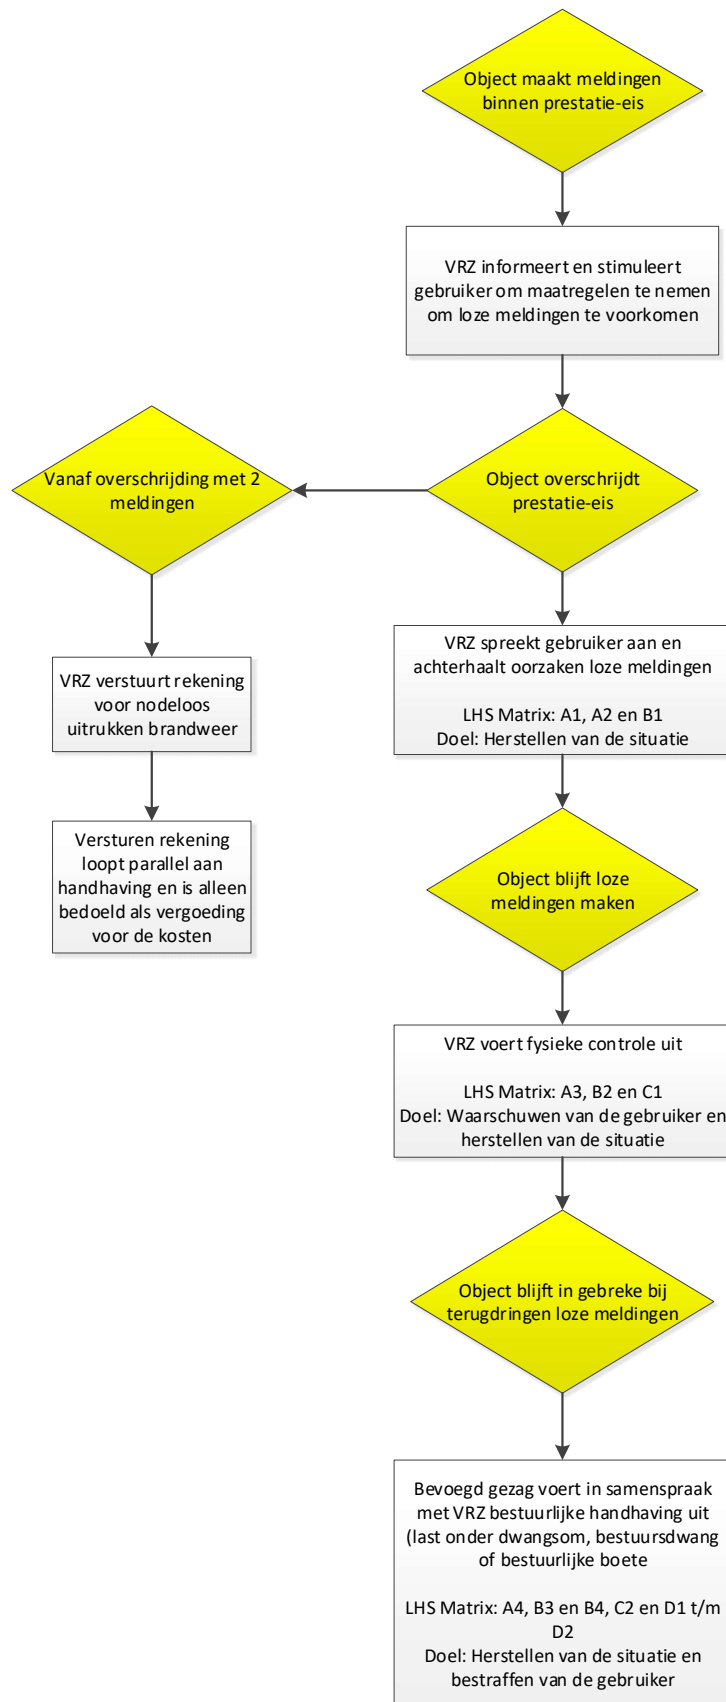 Object maakt meldingen
binnen prestatie-eis
VRZ informeert en stimuleert
gebruiker om maatregelen te nemen
om loze meldingen te voorkomen
Vanaf overschrijding met 2
meldingen
Object overschrijdt
prestatie-eis
VRZ verstuurt rekening
voor nodeloos
uitrukken brandweer
VRZ spreekt gebruiker aan en
achterhaalt oorzaken loze meldingen
LHS Matrix: A1, A2 en B1
Doel: Herstellen van de situatie
Versturen rekening
loopt parallel aan
handhaving en is alleen
bedoeld als vergoeding
voor de kosten
Object blijft loze
meldingen maken
VRZ voert fysieke controle uit
LHS Matrix: A3, B2 en C1
Doel: Waarschuwen van de gebruiker en
herstellen van de situatie
Object blijft in gebreke bij
terugdringen loze meldingen
Bevoegd gezag voert in samenspraak
met VRZ bestuurlijke handhaving uit
(last onder dwangsom, bestuursdwang
of bestuurlijke boete
LHS Matrix: A4, B3 en B4, C2 en D1 t/m
D2
Doel: Herstellen van de situatie en
bestraffen van de gebruiker